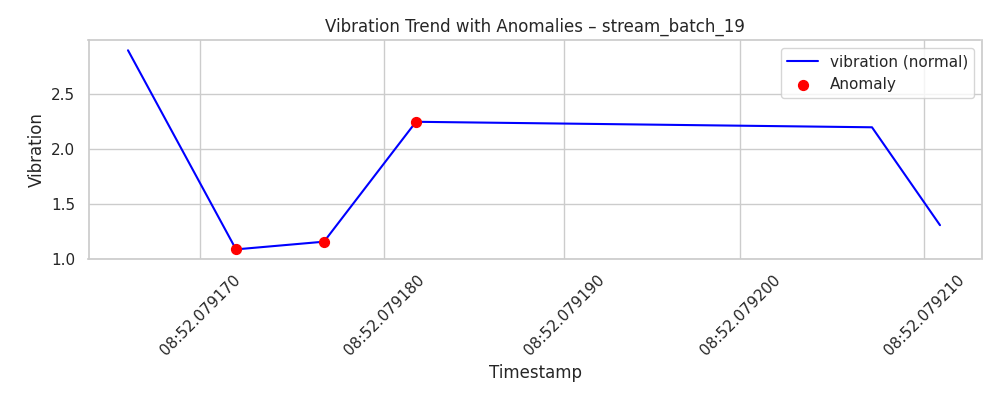 Vibration Trend with Anomalies – stream_batch_19
vibration (normal)
Anomaly
Vibration
2.5
2.0
1.5
1.0
08:52.079170
08:52.079180
08:52.079190
08:52.079200
08:52.079210
Timestamp